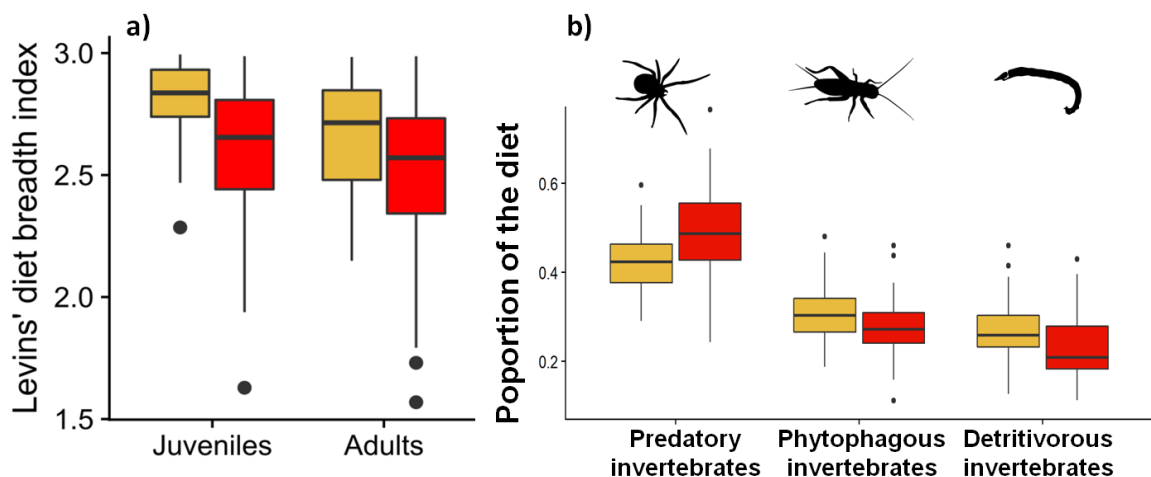 a)
Levins' diet breadth index
3.0
2.5
2.0
1.5
Juveniles
Adults
b)
Poportion of the diet
0.6
0.4
0.2
Predatory
invertebrates
Phytophagous
invertebrates
Detritivorous
invertebrates